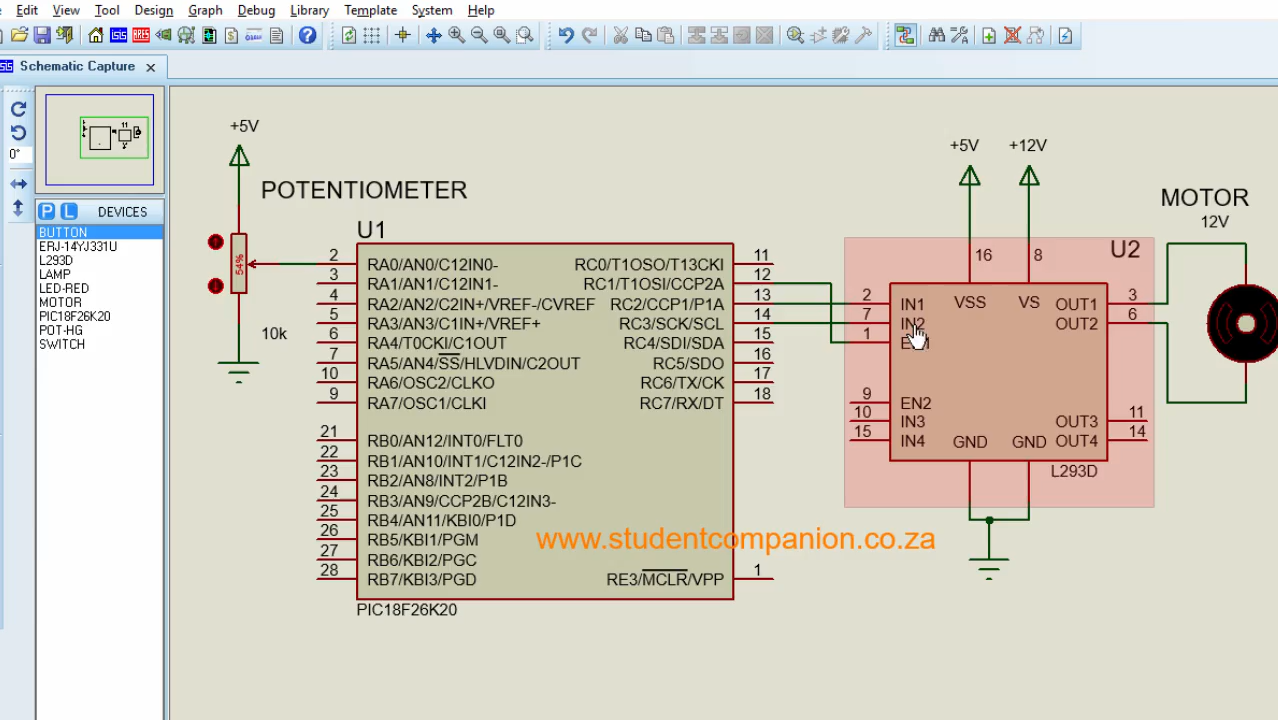 Edit View Tool Design Graph Debug Library Template System Help
Schematic Capture
0°
P L DEVICES
BUTTON
ERJ-14YJ331U
L293D
LAMP
LED-RED
MOTOR
PIC18F26K20
POT-HG
SWITCH
+5V
POTENTIOMETER
54%
10k
U1
2 RA0/AN0/C12IN0- RC0/T1OSO/T13CKI 11
3 RA1/AN1/C12IN1- RC1/T1OSI/CCP2A 12
4 RA2/AN2/C2IN+/VREF-/CVREF RC2/CCP1/P1A 13
5 RA3/AN3/C1IN+/VREF+ RC3/SCK/SCL 14
6 RA4/T0CKI/C1OUT RC4/SDI/SDA 15
7 RA5/AN4/SS/HLVDIN/C2OUT RC5/SDO 16
10 RA6/OSC2/CLKO RC6/TX/CK 17
9 RA7/OSC1/CLKI RC7/RX/DT 18
21 RB0/AN12/INT0/FLT0
22 RB1/AN10/INT1/C12IN2-/P1C
23 RB2/AN8/INT2/P1B
24 RB3/AN9/CCP2B/C12IN3-
25 RB4/AN11/KBI0/P1D
26 RB5/KBI1/PGM
27 RB6/KBI2/PGC
28 RB7/KBI3/PGD RE3/MCLR/VPP 1
PIC18F26K20
www.studentcompanion.co.za
+5V +12V
16 8 U2
2 IN1 VSS VS OUT1 3
7 IN2 OUT2 6
1
9 EN2
10 IN3 OUT3 11
15 IN4 GND GND OUT4 14
L293D
MOTOR
12V